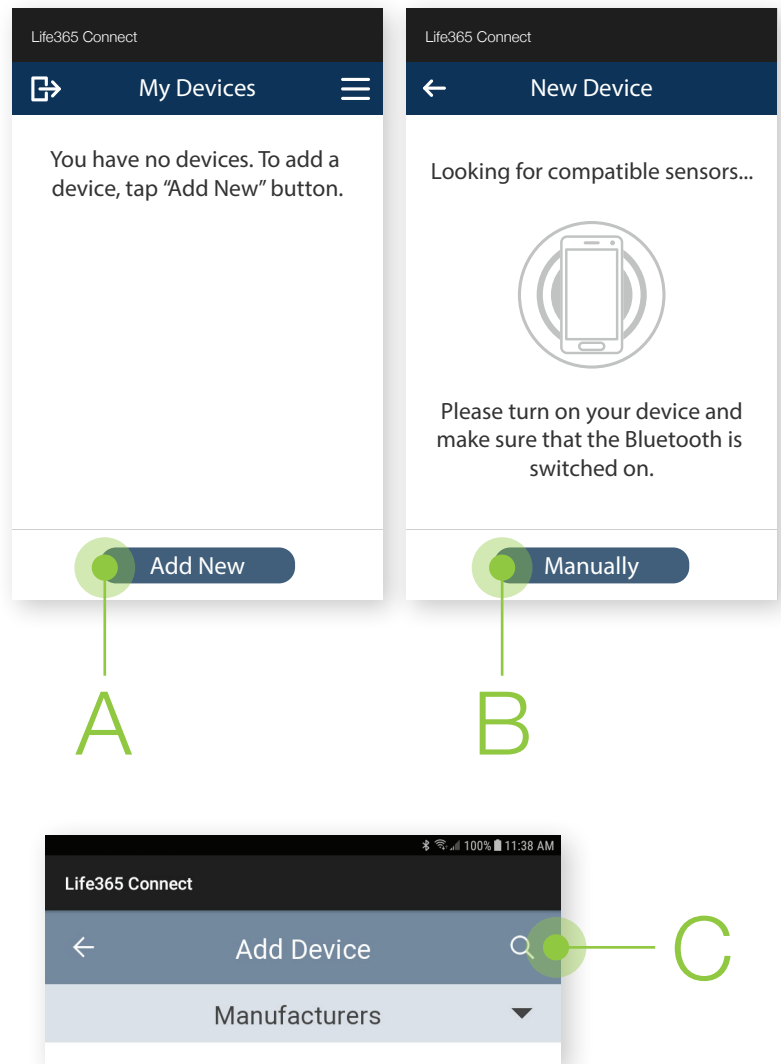 Life365 Connect
My Devices
You have no devices. To add a
device, tap “Add New” button.
Add New
A
Life365 Connect
New Device
Looking for compatible sensors...
Please turn on your device and
make sure that the Bluetooth is
switched on.
Manually
B
100% 11:38 AM
Life365 Connect
Add Device
C
Manufacturers